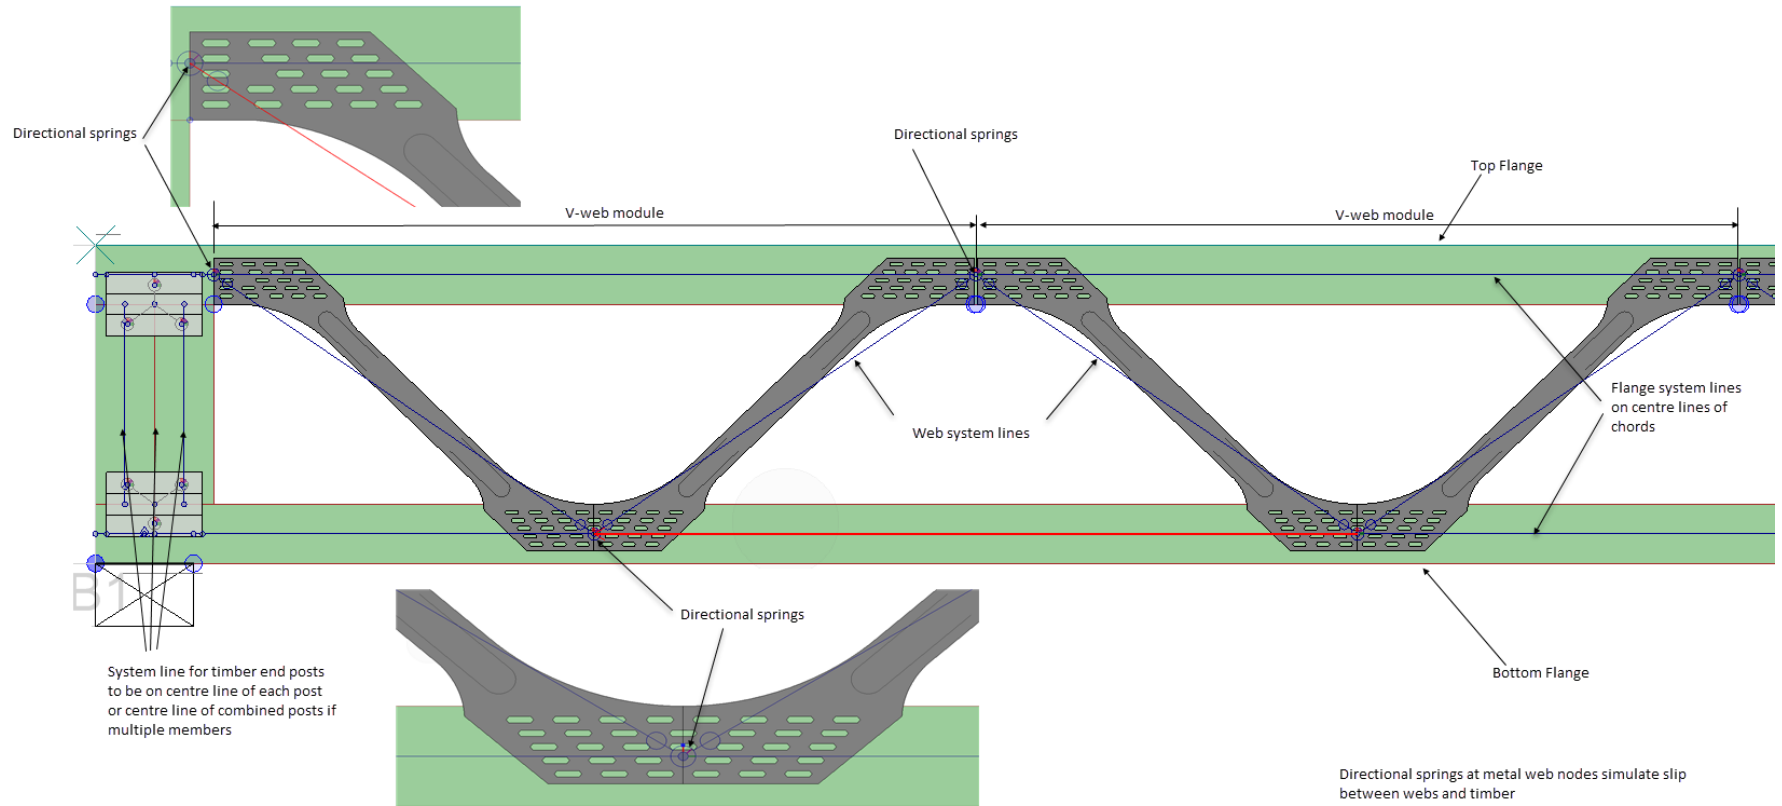 Directional springs
Directional springs
Top Flange
V-web module
V-web module
Web system lines
Flange system lines
on centre lines of
chords
B1
Directional springs
System line for timber end posts
to be on centre line of each post
or centre line of combined posts if
multiple members
Bottom Flange
Directional springs at metal web nodes simulate slip
between webs and timber